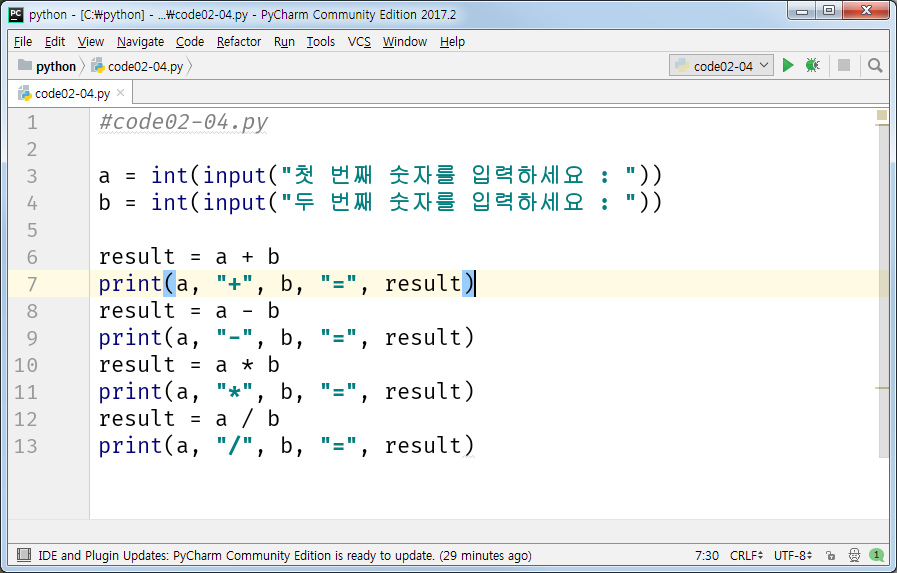 python - [C:￦python] - ...￦code02-04.py - PyCharm Community Edition 2017.2
File Edit View Navigate Code Refactor Run Tools VCS Window Help
python code02-04.py code02-04
code02-04.py
1 #code02-04.py
2
3 a = int(input("첫 번째 숫자를 입력하세요 : "))
4 b = int(input("두 번째 숫자를 입력하세요 : "))
5
6 result = a + b
7 print(a, "+", b, "=", result)
8 result = a - b
9 print(a, "-", b, "=", result)
10 result = a * b
11 print(a, "*", b, "=", result)
12 result = a / b
13 print(a, "/", b, "=", result)
IDE and Plugin Updates: PyCharm Community Edition is ready to update. (29 minutes ago) 7:30 CRLF UTF-8 1